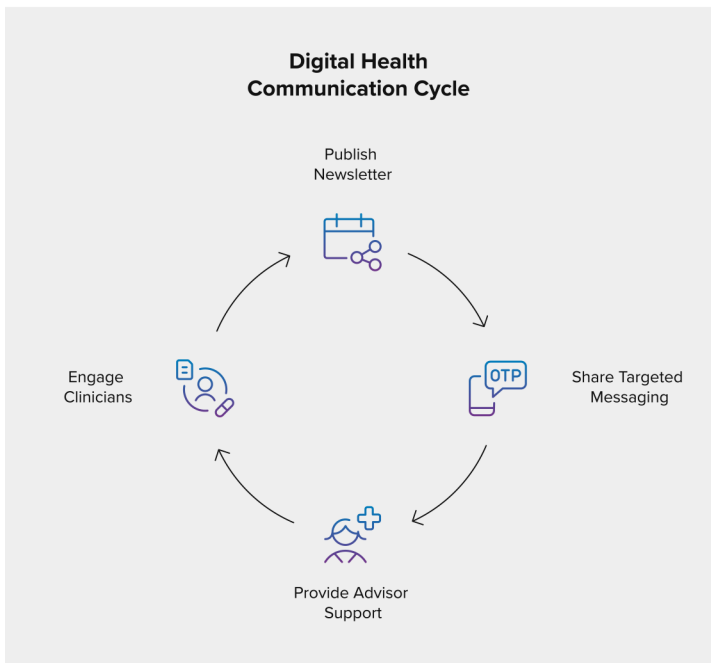 Digital Health
Communication Cycle
Publish
Newsletter
OTP
Share Targeted
Messaging
Provide Advisor
Support
Engage
Clinicians